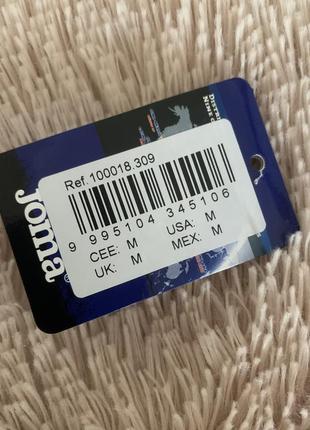 Ref.100018.309
9 995104 345106
CEE: M USA: M
UK: M MEX: M
Joma®